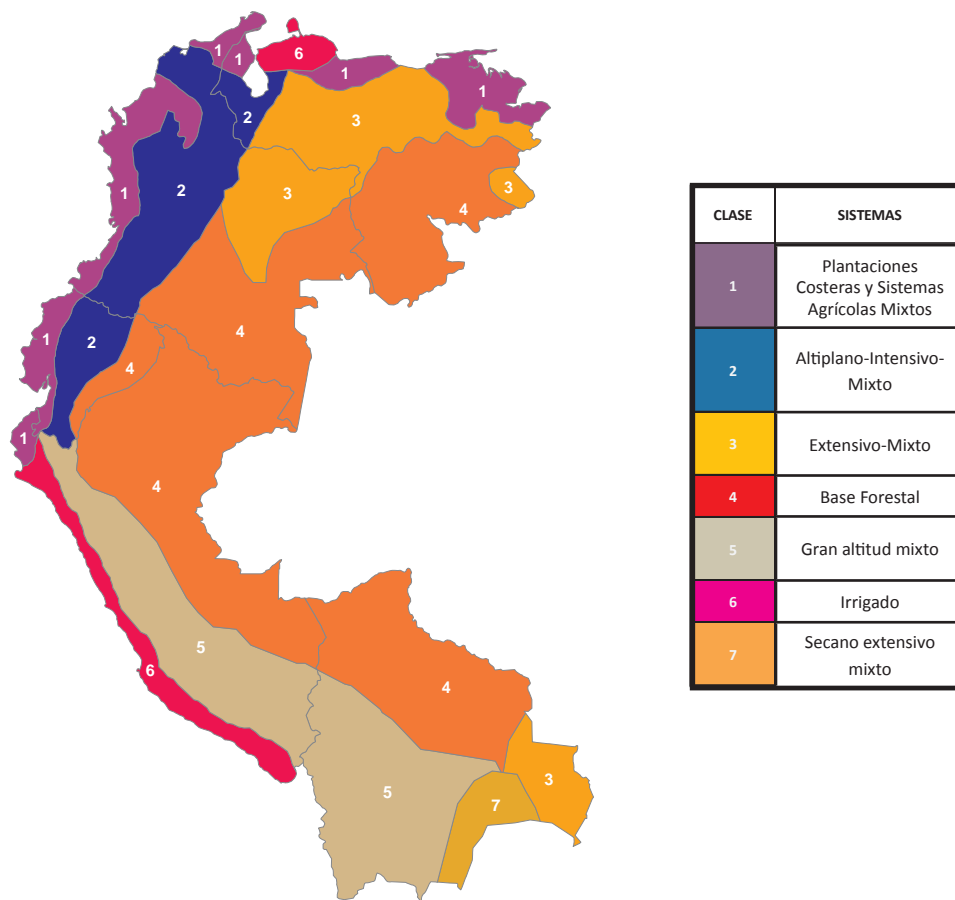 1
1
6
1
1
2
3
2
1
3
3
4
1
2
4
4
1
4
5
6
4
5
7
3
CLASE SISTEMAS
1 Plantaciones
Costeras y Sistemas
Agrícolas Mixtos
2 Altiplano-Intensivo-
Mixto
3 Extensivo-Mixto
4 Base Forestal
5 Gran altitud mixto
6 Irrigado
7 Secano extensivo
mixto